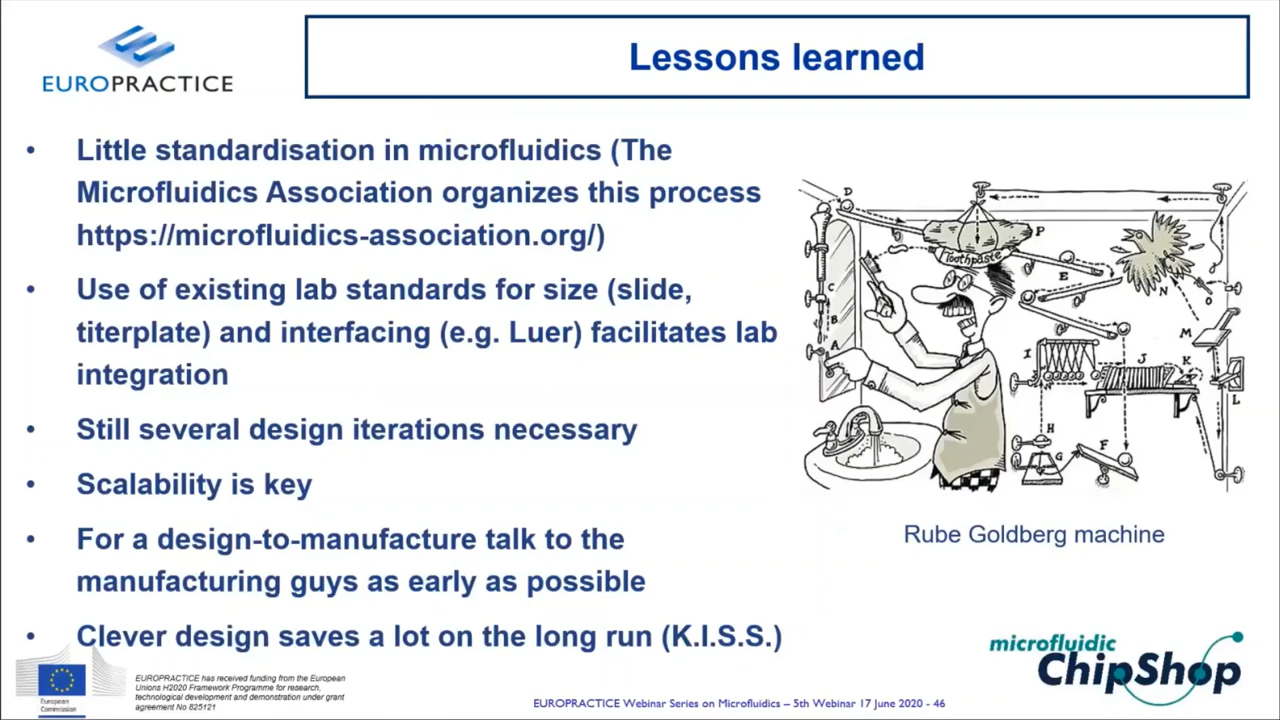 EUROPRACTICE
Lessons learned
• Little standardisation in microfluidics (The
Microfluidics Association organizes this process
https://microfluidics-association.org/)
• Use of existing lab standards for size (slide,
titerplate) and interfacing (e.g. Luer) facilitates lab
integration
• Still several design iterations necessary
• Scalability is key
• For a design-to-manufacture talk to the
manufacturing guys as early as possible
• Clever design saves a lot on the long run (K.I.S.S.)
D
P
Toothpaste
E
C
B
A
N
O
M
I
J
K
L
H
G
F
Rube Goldberg machine
microfluidic
ChipShop
European
Commission
EUROPRACTICE has received funding from the European
Unions H2020 Framework Programme for research,
technological development and demonstration under grant
agreement No 825121
EUROPRACTICE Webinar Series on Microfluidics – 5th Webinar 17 June 2020 - 46